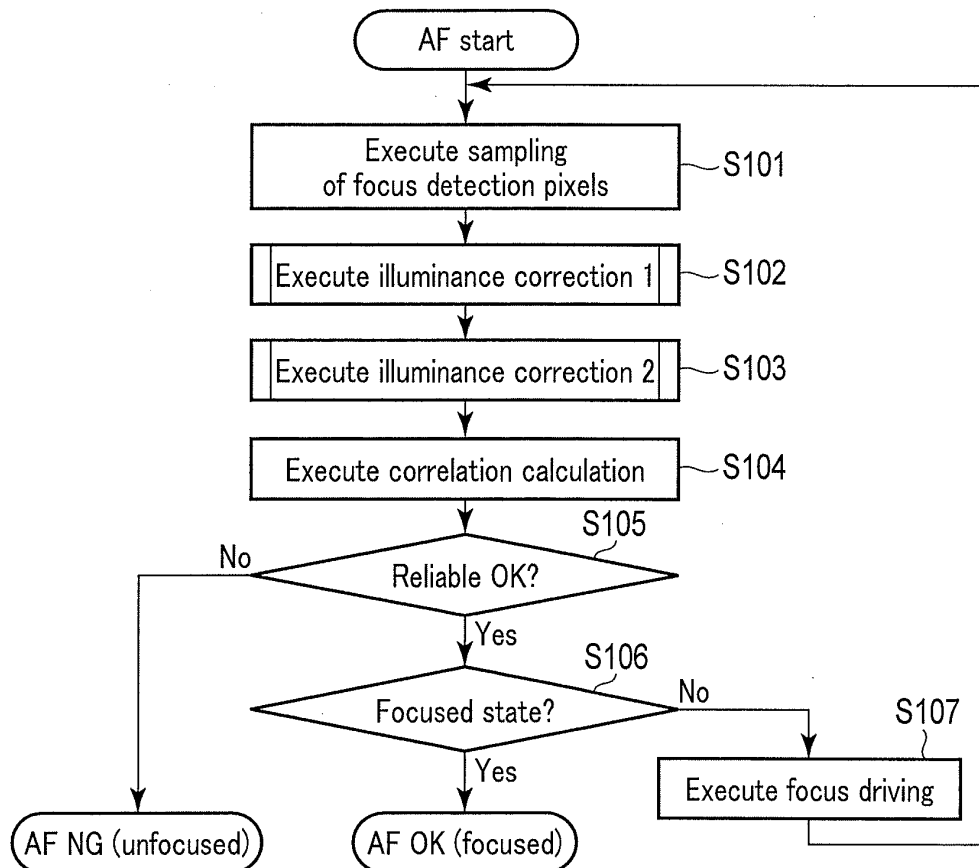 AF start
Execute sampling
of focus detection pixels
S101
Execute illuminance correction 1
S102
Execute illuminance correction 2
S103
Execute correlation calculation
S104
S105
No
Reliable OK?
Yes
S106
No
Focused state?
S107
Yes
Execute focus driving
AF NG (unfocused)
AF OK (focused)